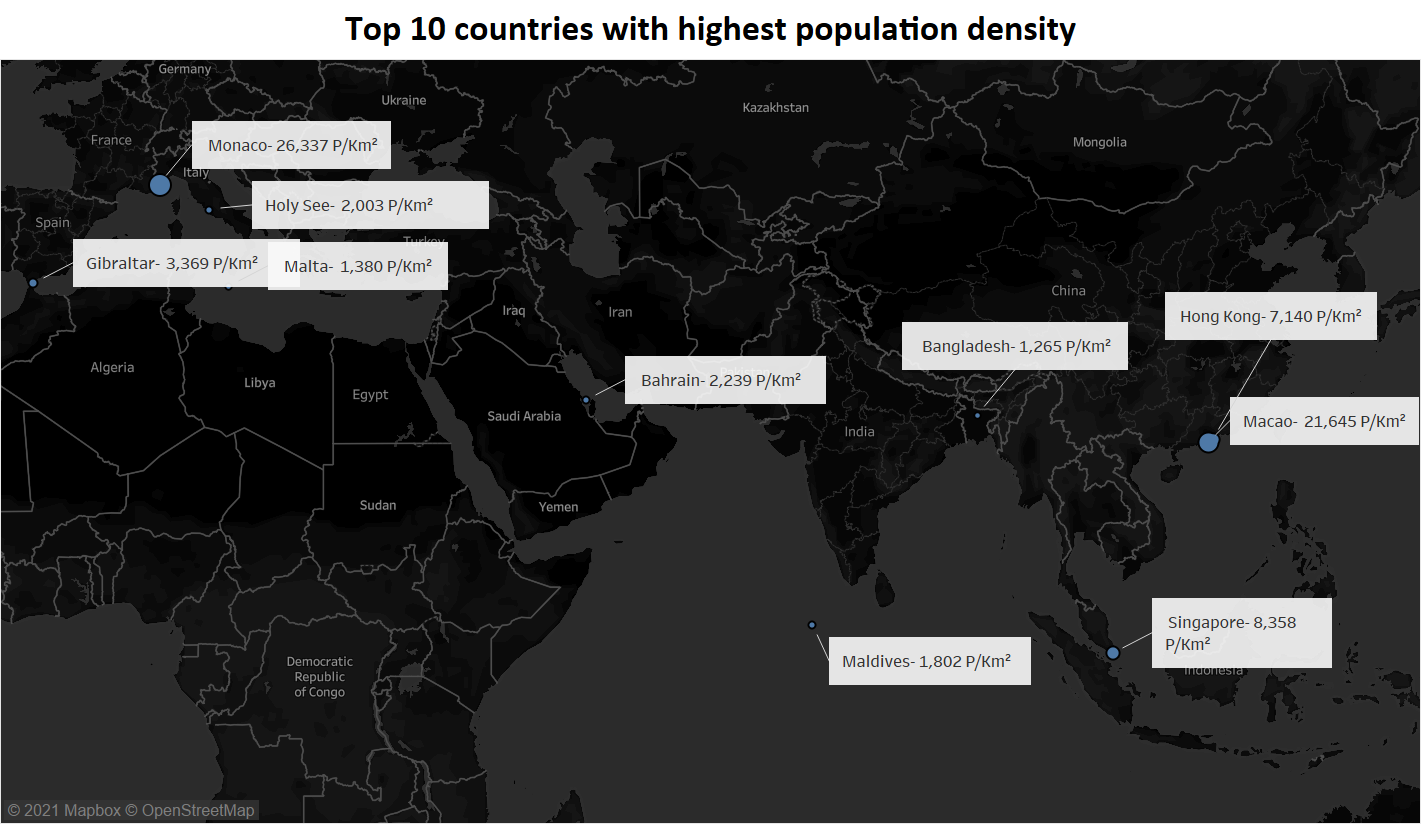 Top 10 countries with highest population density
Germany
Ukraine
Kazakhstan
France
Monaco- 26,337 P/Km²
Mongolia
Italy
Holy See- 2,003 P/Km²
Spain
Turkey
Gibraltar- 3,369 P/Km²
Malta- 1,380 P/Km²
China
Iraq
Iran
Hong Kong- 7,140 P/Km²
Bangladesh- 1,265 P/Km²
Algeria
Libya
Egypt
Bahrain- 2,239 P/Km²
Pakistan
Saudi Arabia
India
Macao- 21,645 P/Km²
Sudan
Yemen
Singapore- 8,358
P/Km²
Maldives- 1,802 P/Km²
Indonesia
Democratic
Republic
of Congo
© 2021 Mapbox © OpenStreetMap